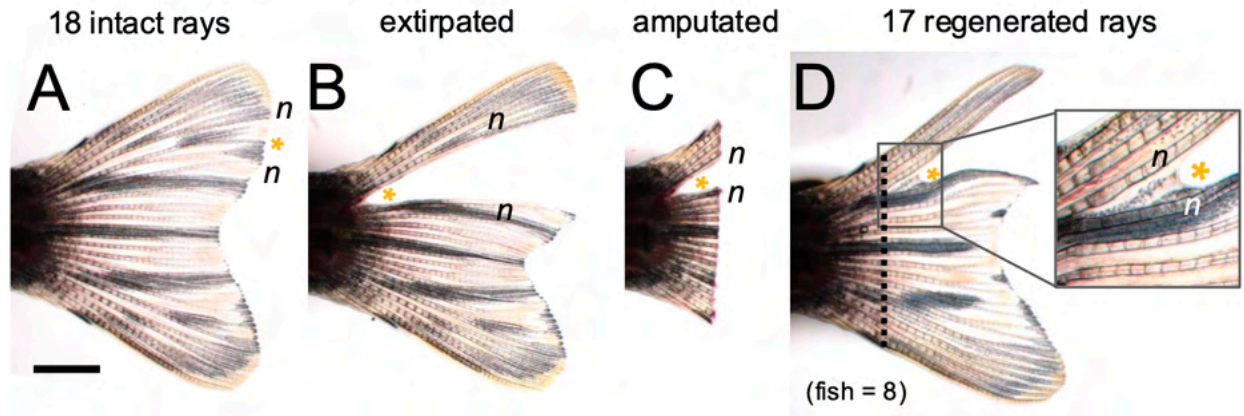 18 intact rays
extirpated
amputated
17 regenerated rays
A
n
*
n
B
n
*
n
C
n
*
n
D
*
n
*
n
(fish = 8)